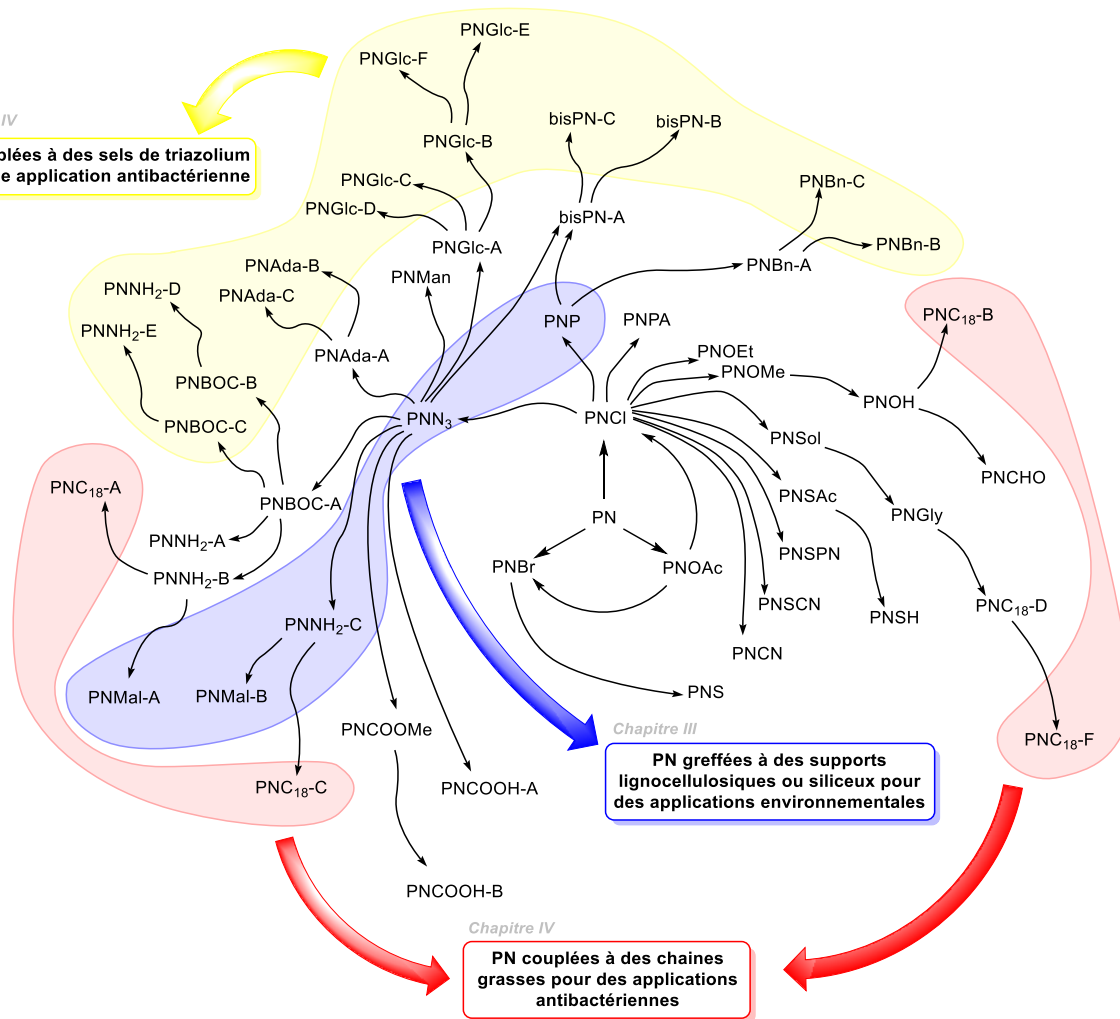 PNGlc-E
PNGlc-F
IV
à des sels de triazolium
application antibactérienne
bisPN-C
bisPN-B
PNGlc-B
PNGlc-C
PNBn-C
PNGlc-D
bisPN-A
PNGlc-A
PNBn-B
PNAda-B
PNBn-A
PNMan
PNNH2-D
PNAda-C
PNP
PNPA
PNC18-B
PNNH2-E
PNAda-A
PNOEt
PNOMe
PNBOC-B
PNOH
PNBOC-C
PNN3
PNCl
PNSol
PNCHO
PNC18-A
PNBOC-A
PNSAc
PNGly
PN
PNNH2-A
PNSPN
PNNH2-B
PNBr
PNOAc
PNSCN
PNC18-D
PNSH
PNNH2-C
PNCN
PNMal-A
PNMal-B
PNS
PNCOOMe
PNC18-F
Chapitre III
PN greffées à des supports
lignocellulosiques ou siliceux pour
des applications environnementales
PNC18-C
PNCOOH-A
PNCOOH-B
Chapitre IV
PN couplées à des chaines
grasses pour des applications
antibactériennes